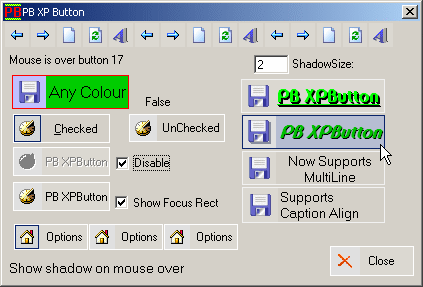 PB PB XP Button
Mouse is over button 17
2 ShadowSize:
Any Colour
False
PB XPButton
Checked
UnChecked
PB XPButton
PB XPButton
Disable
Now Supports
MultiLine
PB XPButton
Show Focus Rect
Supports
Caption Align
Options Options Options
Close
Show shadow on mouse over